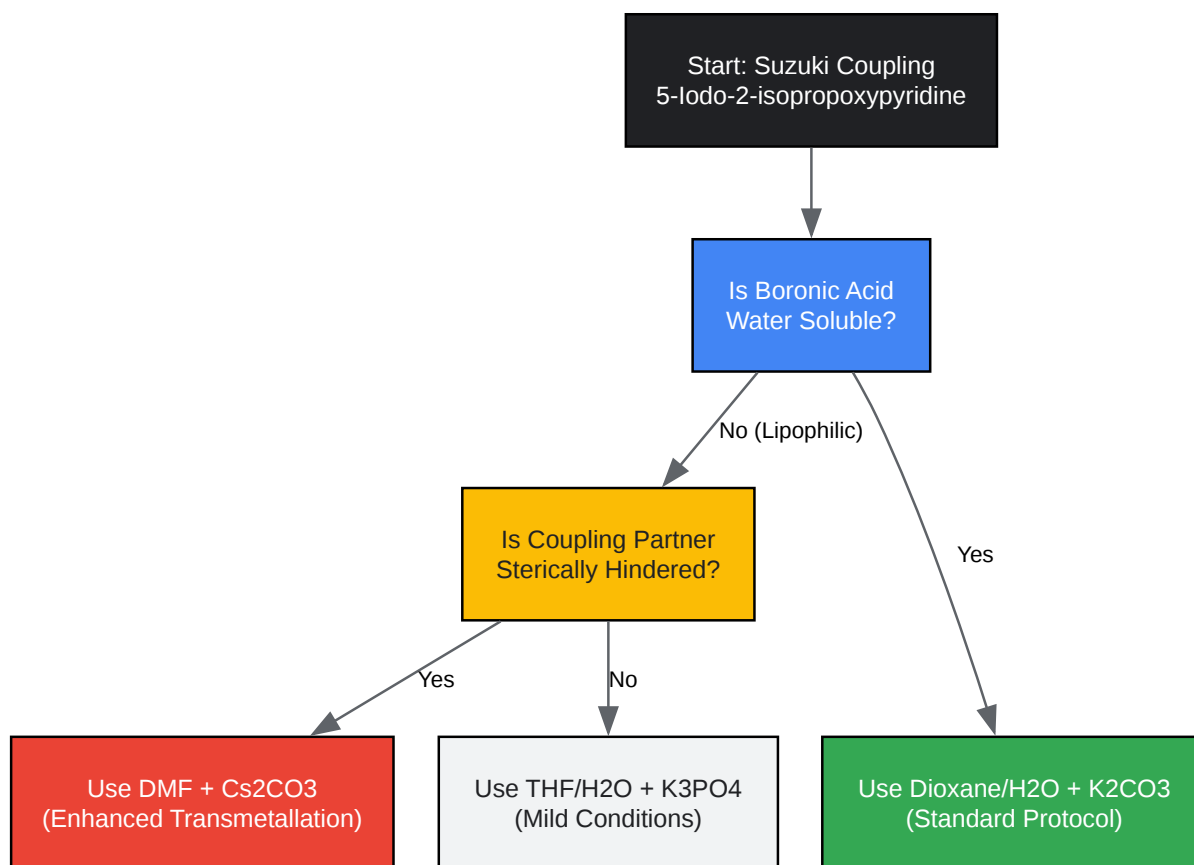 Start: Suzuki Coupling
5-Iodo-2-isopropoxypyridine
Is Boronic Acid
Water Soluble?
No (Lipophilic)
Is Coupling Partner
Sterically Hindered?
Yes
Yes
No
Use DMF + Cs2CO3
(Enhanced Transmetallation)
Use THF/H2O + K3PO4
(Mild Conditions)
Use Dioxane/H2O + K2CO3
(Standard Protocol)